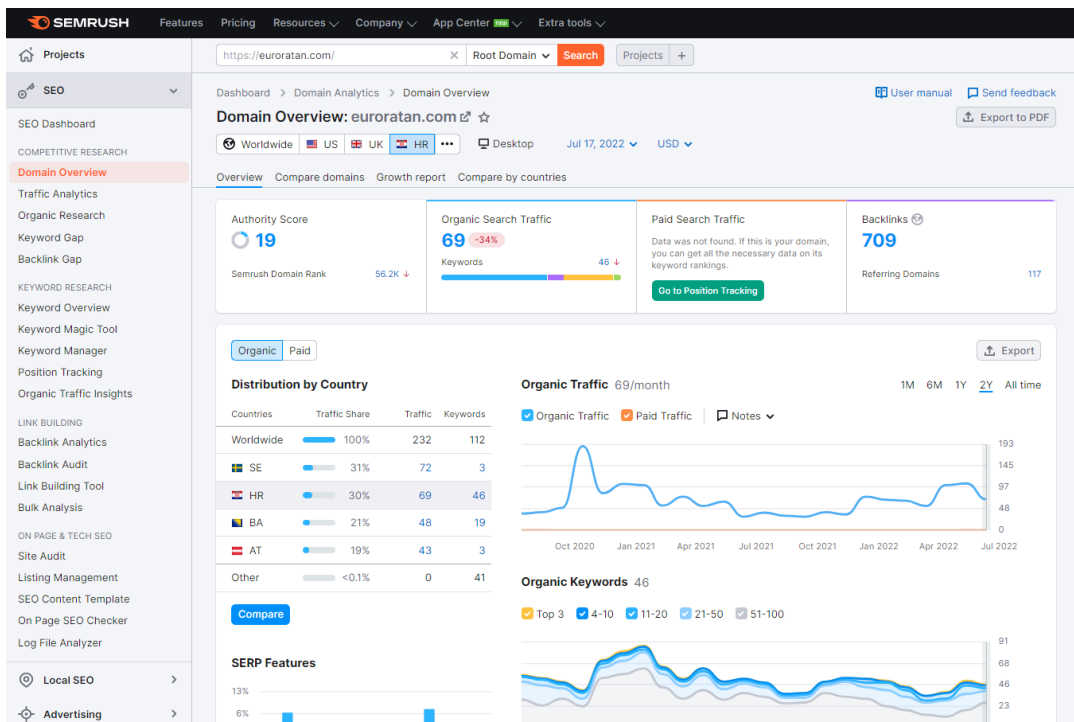 SEMRUSH Features Pricing Resources Company App Center NEW Extra tools
Projects
SEO
SEO Dashboard
COMPETITIVE RESEARCH
Domain Overview
Traffic Analytics
Organic Research
Keyword Gap
Backlink Gap
KEYWORD RESEARCH
Keyword Overview
Keyword Magic Tool
Keyword Manager
Position Tracking
Organic Traffic Insights
LINK BUILDING
Backlink Analytics
Backlink Audit
Link Building Tool
Bulk Analysis
ON PAGE & TECH SEO
Site Audit
Listing Management
SEO Content Template
On Page SEO Checker
Log File Analyzer
Local SEO
Advertising
https://euroratan.com/ × Root Domain Search Projects +
Dashboard > Domain Analytics > Domain Overview User manual Send feedback
Domain Overview: euroratan.com Export to PDF
Worldwide US UK HR ••• Desktop Jul 17, 2022 USD
Overview Compare domains Growth report Compare by countries
Authority Score
19
Semrush Domain Rank 56.2K ↓
Organic Search Traffic
69 -34%
Keywords 46 ↓
Paid Search Traffic
Data was not found. If this is your domain,
you can get all the necessary data on its
keyword rankings.
Go to Position Tracking
Backlinks
709
Referring Domains 117
Organic Paid Export
Distribution by Country
Countries Traffic Share Traffic Keywords
Worldwide 100% 232 112
SE 31% 72 3
HR 30% 69 46
BA 21% 48 19
AT 19% 43 3
Other <0.1% 0 41
Compare
SERP Features
13%
6%
Organic Traffic 69/month 1M 6M 1Y 2Y All time
Organic Traffic Paid Traffic Notes
193
145
97
48
0
Oct 2020 Jan 2021 Apr 2021 Jul 2021 Oct 2021 Jan 2022 Apr 2022 Jul 2022
Organic Keywords 46
Top 3 4-10 11-20 21-50 51-100
91
68
46
23